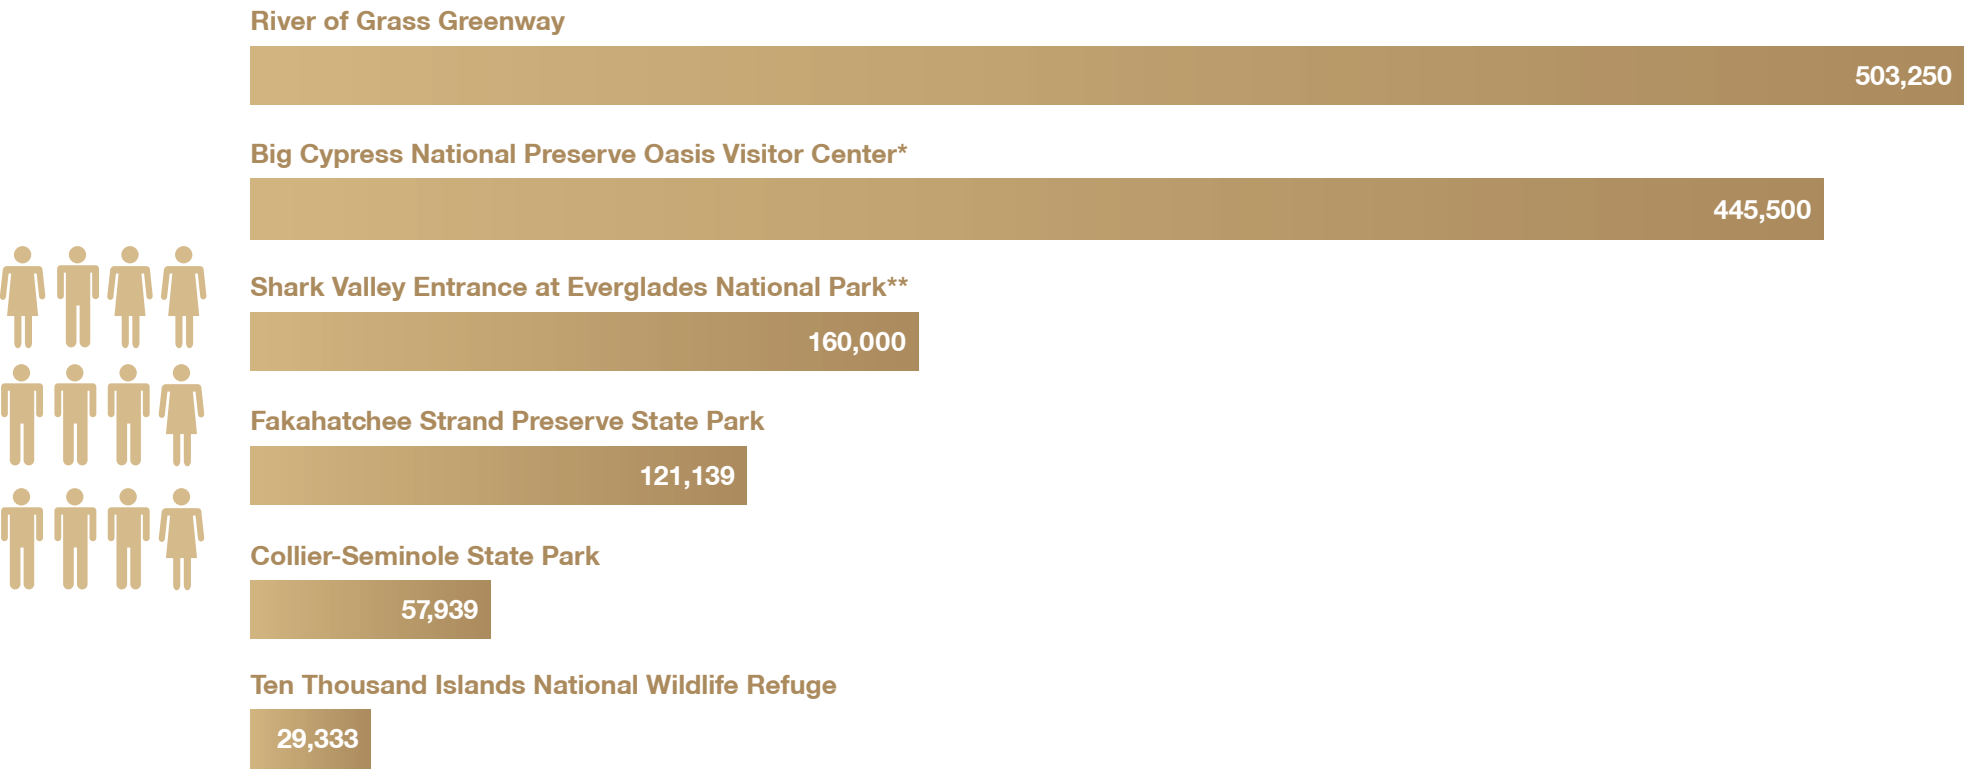 River of Grass Greenway
503,250
Big Cypress National Preserve Oasis Visitor Center*
445,500
Shark Valley Entrance at Everglades National Park**
160,000
Fakahatchee Strand Preserve State Park
121,139
Collier-Seminole State Park
57,939
Ten Thousand Islands National Wildlife Refuge
29,333